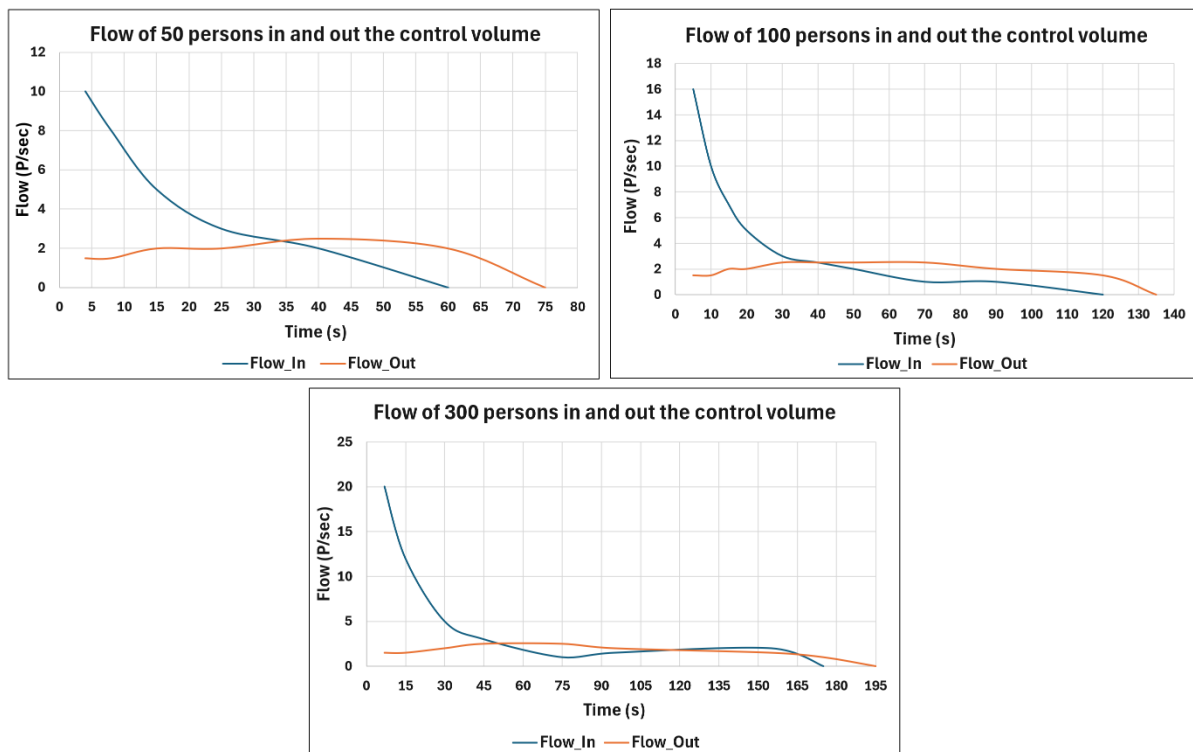 Flow of 50 persons in and out the control volume
12
10
8
6
4
2
0
Flow (P/sec)
0 5 10 15 20 25 30 35 40 45 50 55 60 65 70 75 80
Time (s)
Flow_In Flow_Out
Flow of 100 persons in and out the control volume
18
16
14
12
10
8
6
4
2
0
Flow (P/sec)
0 10 20 30 40 50 60 70 80 90 100 110 120 130 140
Time (s)
Flow_In Flow_Out
Flow of 300 persons in and out the control volume
25
20
15
10
5
0
Flow (P/sec)
0 15 30 45 60 75 90 105 120 135 150 165 180 195
Time (s)
Flow_In Flow_Out